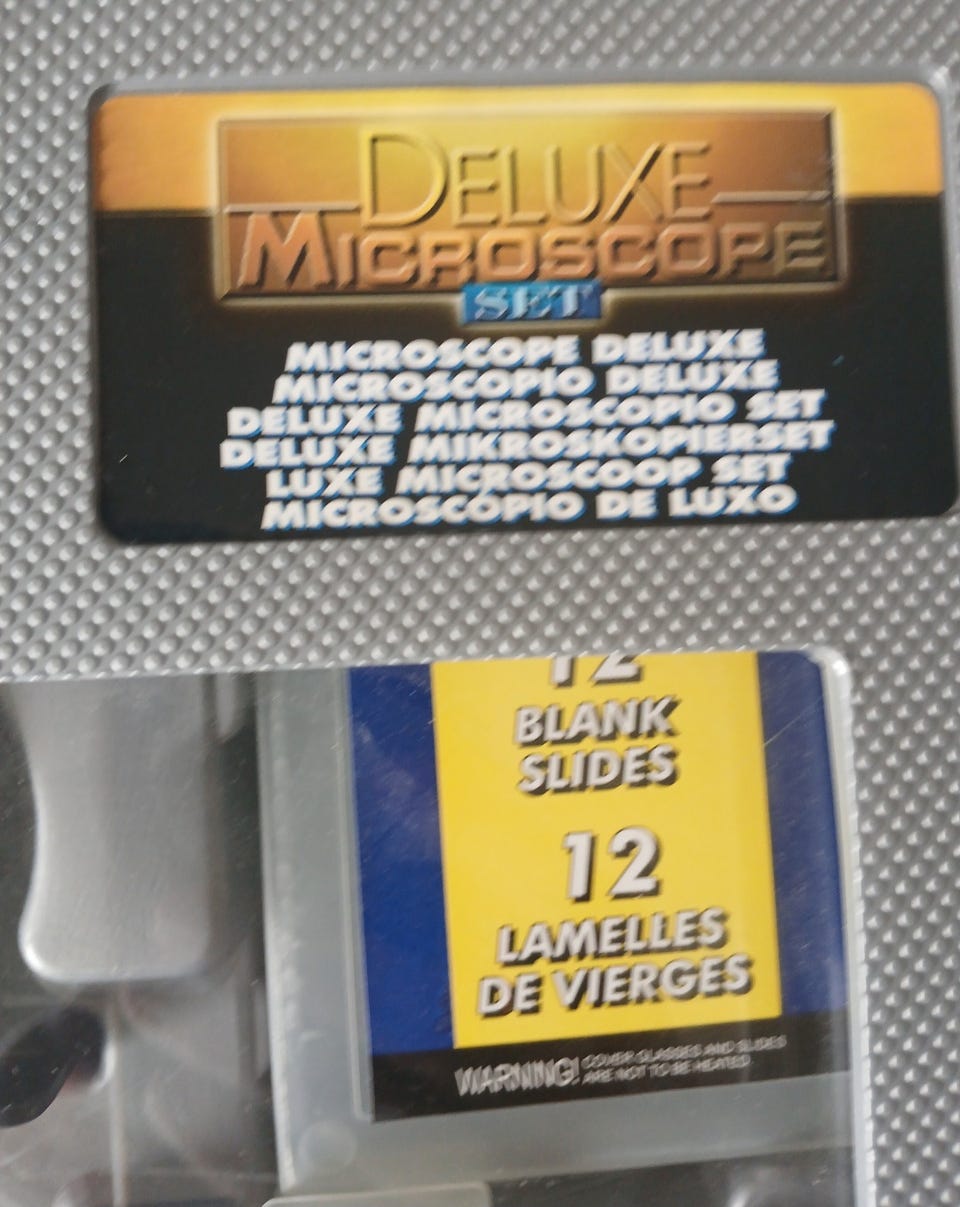 DELUXE
MICROSCOPE
SET
MICROSCOPE DELUXE
MICROSCOPIO DELUXE
DELUXE MICROSCOPIO SET
DELUXE MIKROSKOPIERSET
LUXE MICROSCOOP SET
MICROSCÓPIO DE LUXO
12
BLANK
SLIDES
12
LAMELLES
DE VIERGES
WARNING! COVER GLASSES AND SLIDES
ARE NOT TO BE HEATED